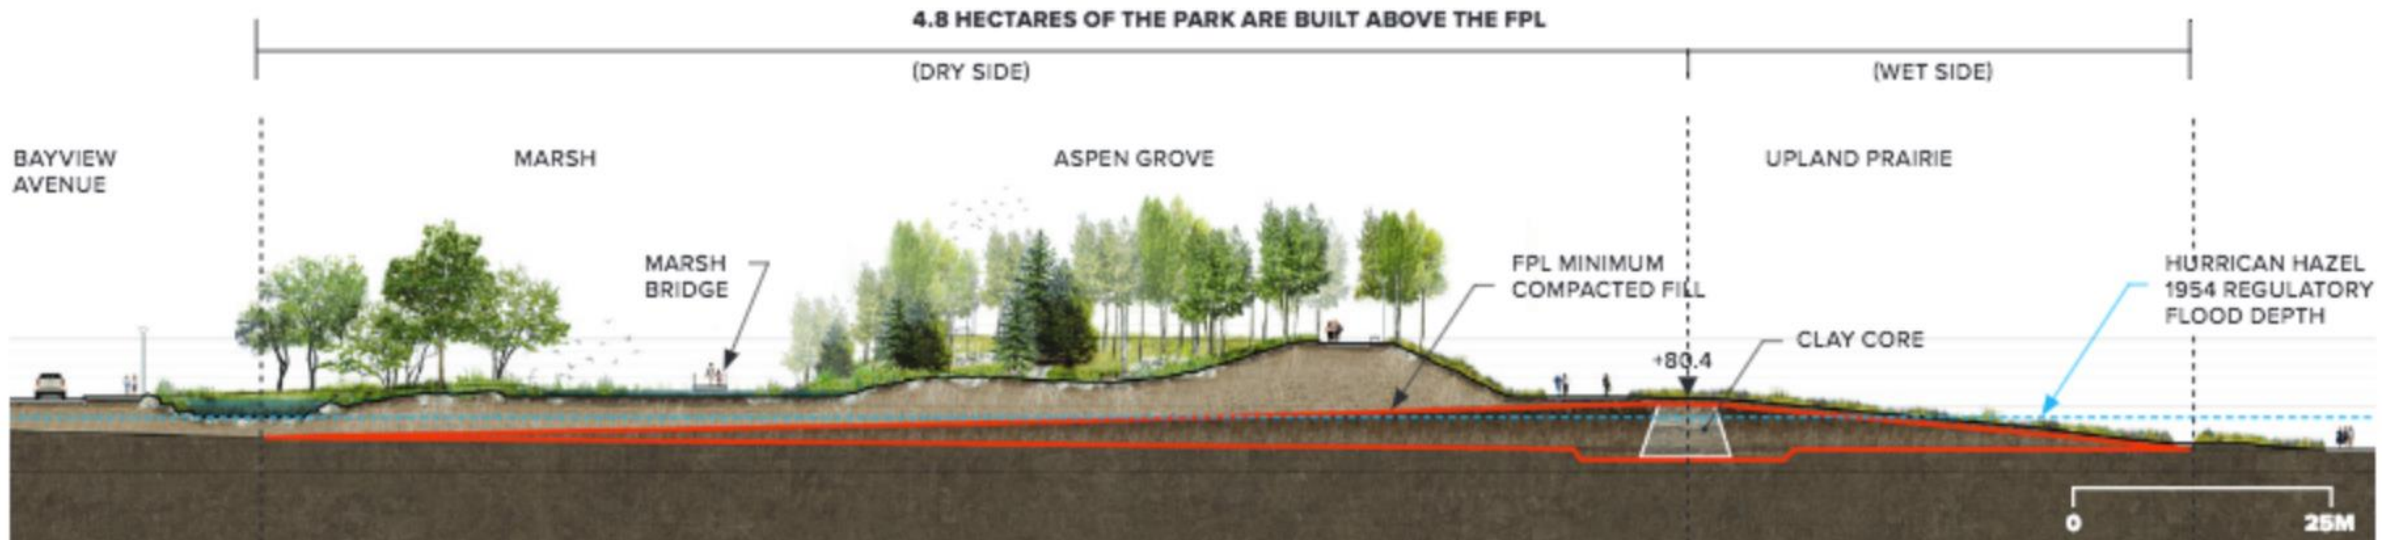 4.8 HECTARES OF THE PARK ARE BUILT ABOVE THE FPL
(DRY SIDE)
(WET SIDE)
BAYVIEW
AVENUE
MARSH
ASPEN GROVE
UPLAND PRAIRIE
MARSH
BRIDGE
FPL MINIMUM
COMPACTED FILL
HURRICAN HAZEL
1954 REGULATORY
FLOOD DEPTH
CLAY CORE
+80.4
0
25M